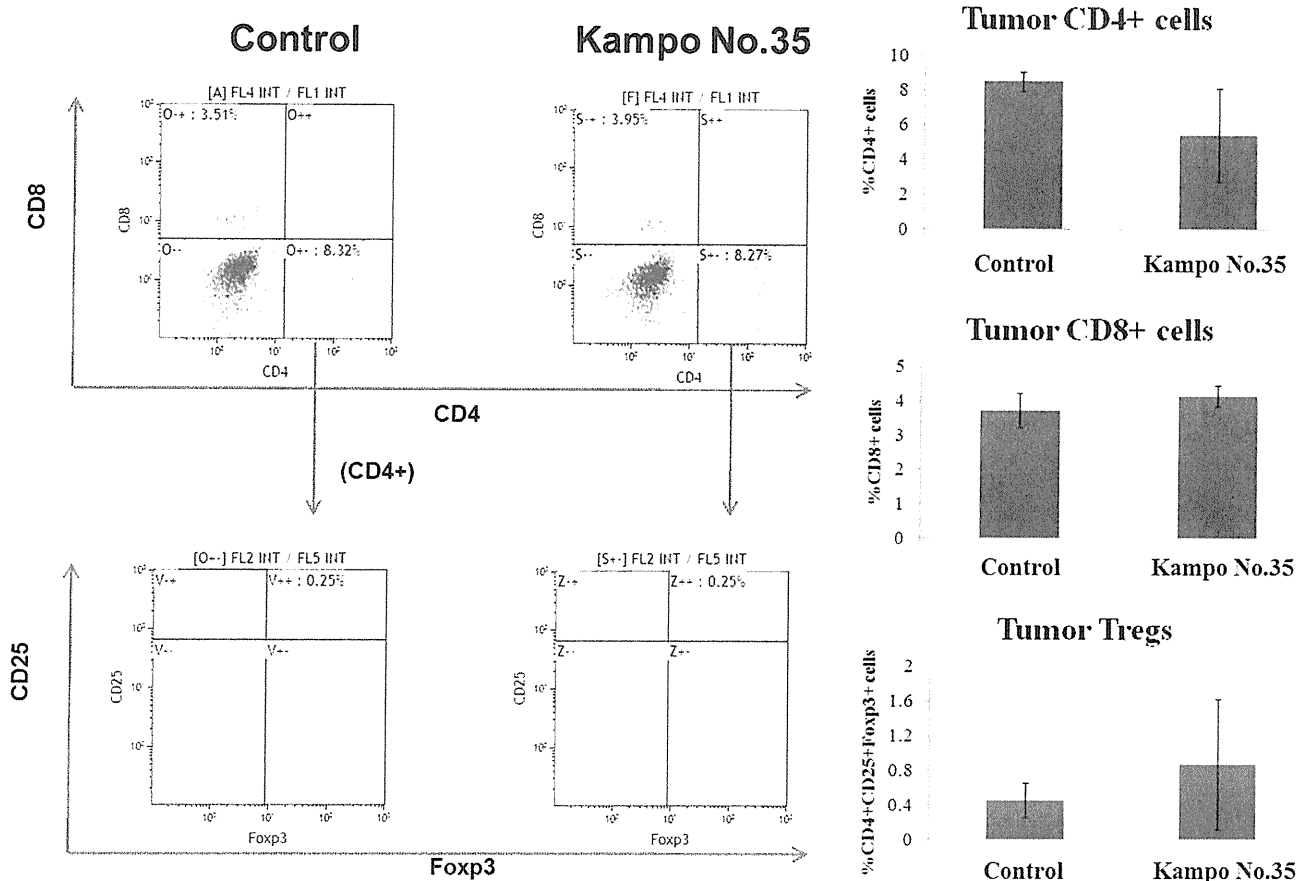 Control
Kampo No.35
[A] FL4 INT / FL1 INT
O-+ : 3.51%
O++
O--
O+- : 8.32%
CD8
CD4
[F] FL4 INT / FL1 INT
S-+ : 3.95%
S++
S--
S+- : 8.27%
CD8
CD4
CD8
CD4
(CD4+)
[O+-] FL2 INT / FL5 INT
V-+
V++ : 0.25%
V--
V+-
CD25
Foxp3
[S+-] FL2 INT / FL5 INT
Z-+
Z++ : 0.25%
Z--
Z+-
CD25
Foxp3
CD25
Foxp3
Tumor CD4+ cells
%CD4+ cells
10
8
6
4
2
0
Control
Kampo No.35
Tumor CD8+ cells
%CD8+ cells
5
4
3
2
1
0
Control
Kampo No.35
Tumor Tregs
%CD4+CD25+Foxp3+ cells
2
1.6
1.2
0.8
0.4
0
Control
Kampo No.35